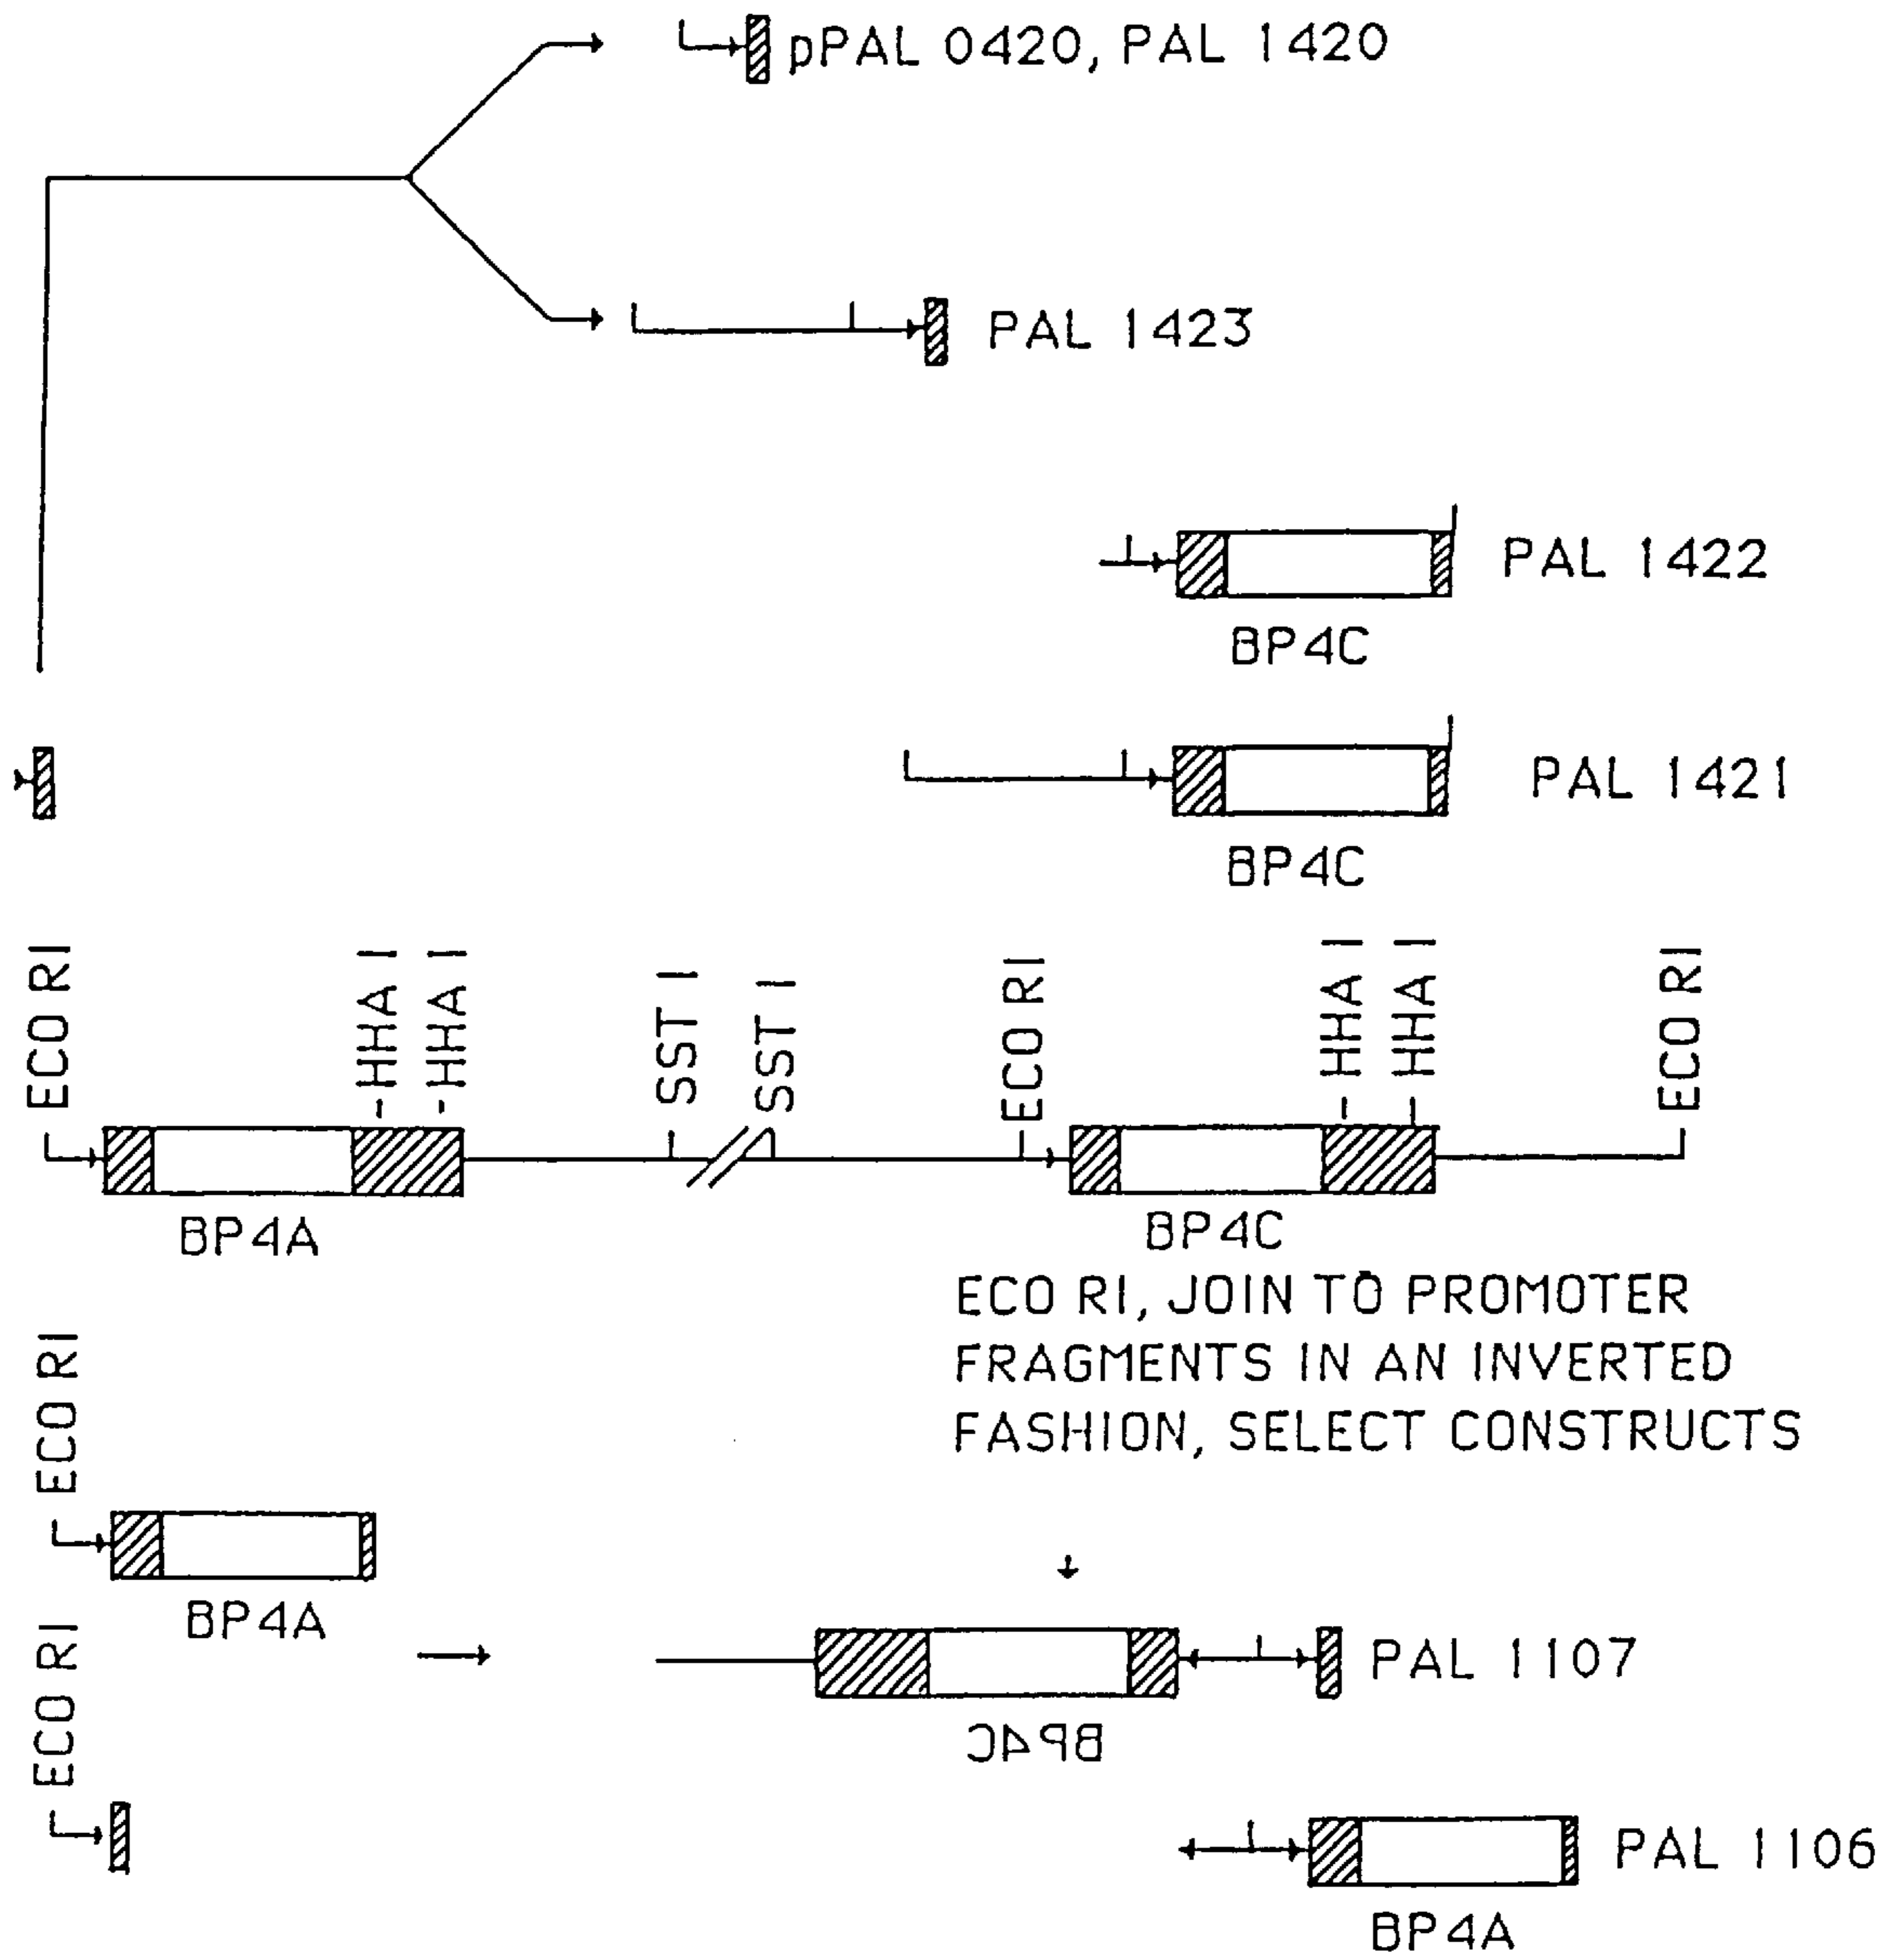 pPAL 0420, PAL 1420
PAL 1423
PAL 1422
BP4C
PAL 1421
BP4C
ECO RI
HHA I
HHA I
SST I
SST I
ECO RI
HHA I
HHA I
ECO RI
BP4A
BP4C
ECO RI, JOIN TO PROMOTER
FRAGMENTS IN AN INVERTED
FASHION, SELECT CONSTRUCTS
ECO RI
BP4A
ECO RI
PAL 1107
BP4C
PAL 1106
BP4A